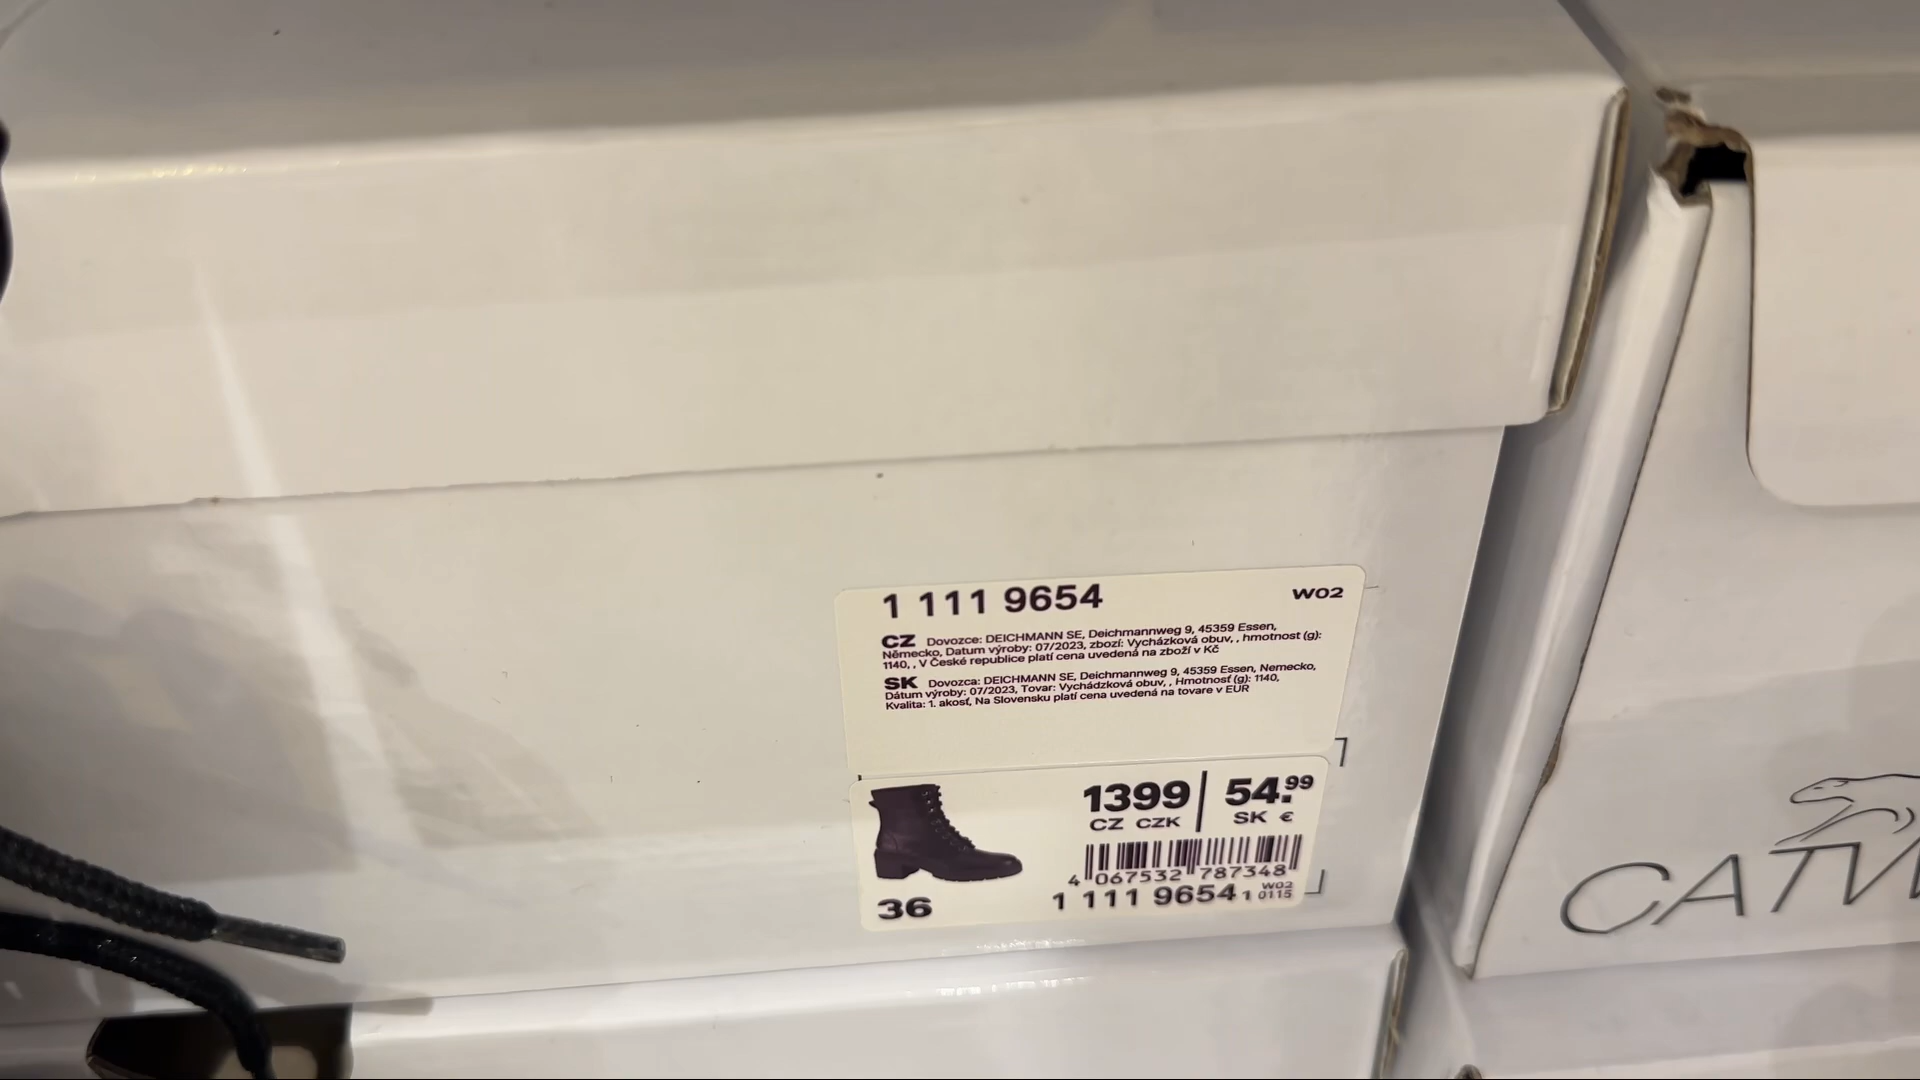 1 111 9654
W02
CZ Dovozce: DEICHMANN SE, Deichmannweg 9, 45359 Essen,
Německo, Datum výroby: 07/2023, zbozí: Vycházková obuv, , hmotnost (g):
1140, , V České republice platí cena uvedená na zboží v Kč
SK Dovozca: DEICHMANN SE, Deichmannweg 9, 45359 Essen, Nemecko,
Dátum výroby: 07/2023, Tovar: Vychádzková obuv, , Hmotnosť (g): 1140,
Kvalita: 1. akosť, Na Slovensku platí cena uvedená na tovare v EUR
1399 54.99
CZ CZK SK €
4 067532 787348
36
1 111 9654 1 W02 0115
CATW